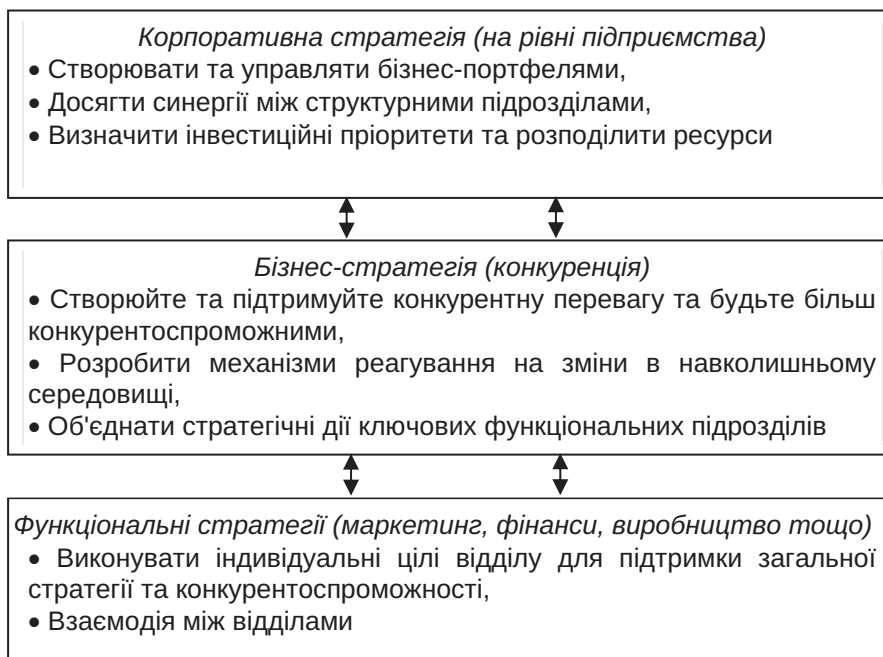 Корпоративна стратегія (на рівні підприємства)
• Створювати та управляти бізнес-портфелями,
• Досягти синергії між структурними підрозділами,
• Визначити інвестиційні пріоритети та розподілити ресурси
Бізнес-стратегія (конкуренція)
• Створюйте та підтримуйте конкурентну перевагу та будьте більш
конкурентоспроможними,
• Розробити механізми реагування на зміни в навколишньому
середовищі,
• Об'єднати стратегічні дії ключових функціональних підрозділів
Функціональні стратегії (маркетинг, фінанси, виробництво тощо)
• Виконувати індивідуальні цілі відділу для підтримки загальної
стратегії та конкурентоспроможності,
• Взаємодія між відділами